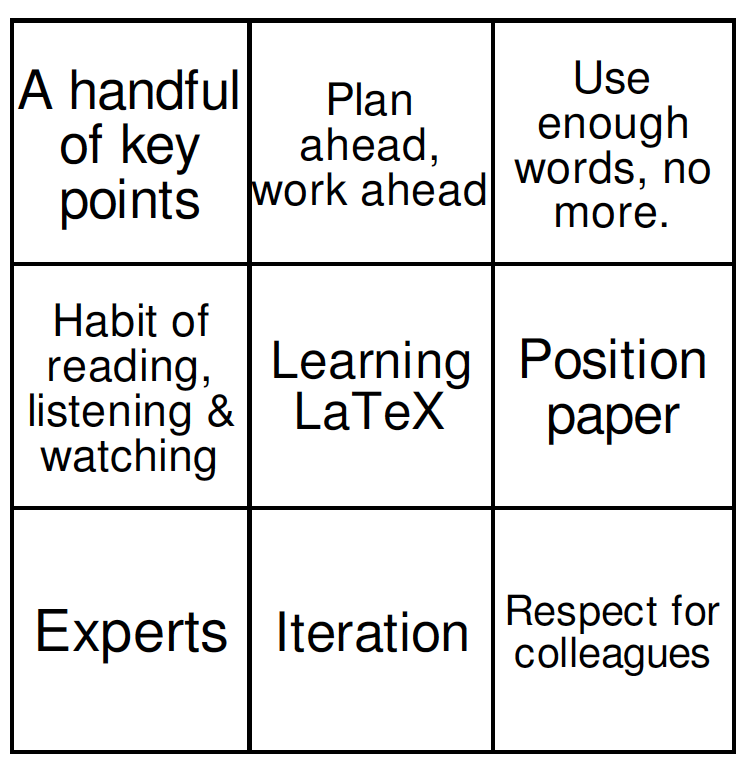 A handful
of key
points
Plan
ahead,
work ahead
Use
enough
words, no
more.
Habit of
reading,
listening &
watching
Learning
LaTeX
Position
paper
Experts
Iteration
Respect for
colleagues